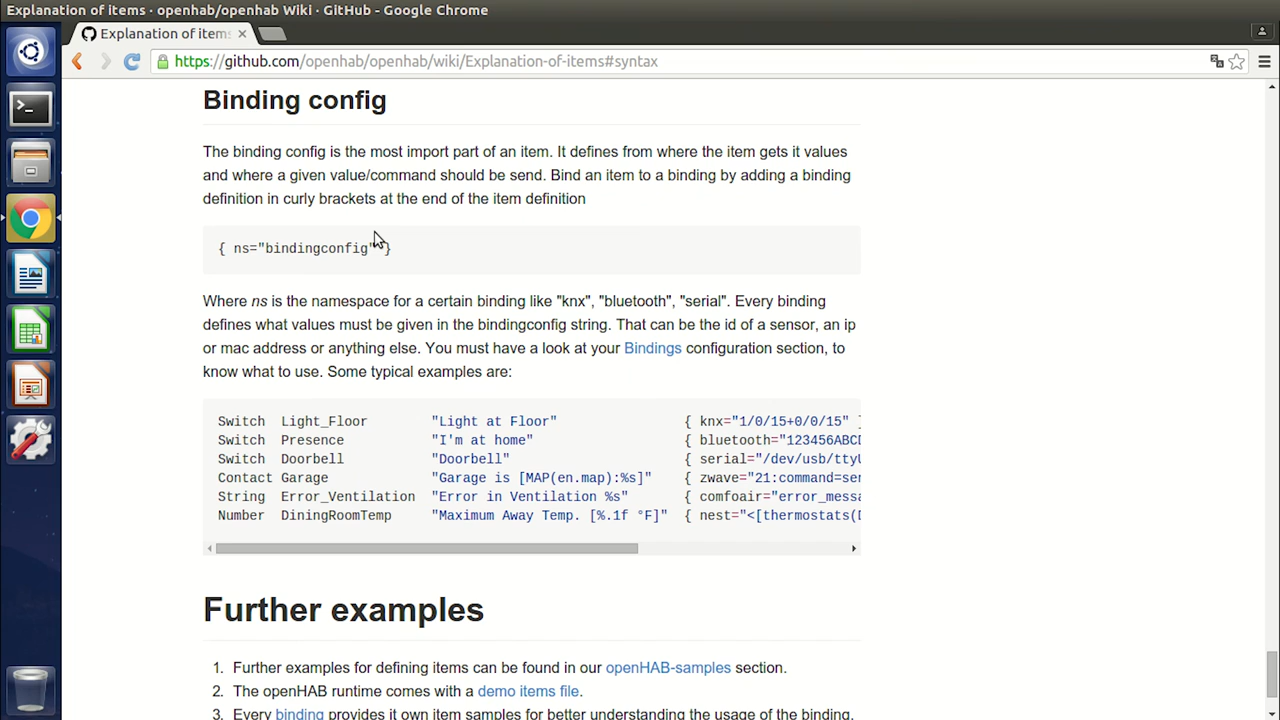 Explanation of items · openhab/openhab Wiki · GitHub - Google Chrome
Explanation of items
https://github.com/openhab/openhab/wiki/Explanation-of-items#syntax
Binding config
The binding config is the most import part of an item. It defines from where the item gets it values
and where a given value/command should be send. Bind an item to a binding by adding a binding
definition in curly brackets at the end of the item definition
{ ns="bindingconfig" }
Where ns is the namespace for a certain binding like "knx", "bluetooth", "serial". Every binding
defines what values must be given in the bindingconfig string. That can be the id of a sensor, an ip
or mac address or anything else. You must have a look at your Bindings configuration section, to
know what to use. Some typical examples are:
Switch Light_Floor "Light at Floor" { knx="1/0/15+0/0/15" }
Switch Presence "I'm at home" { bluetooth="123456ABCD
Switch Doorbell "Doorbell" { serial="/dev/usb/ttyU
Contact Garage "Garage is [MAP(en.map):%s]" { zwave="21:command=sen
String Error_Ventilation "Error in Ventilation %s" { comfoair="error_messa
Number DiningRoomTemp "Maximum Away Temp. [%.1f °F]" { nest="<[thermostats(D
Further examples
1. Further examples for defining items can be found in our openHAB-samples section.
2. The openHAB runtime comes with a demo items file.
3. Every binding provides it own item samples for better understanding the usage of the binding.